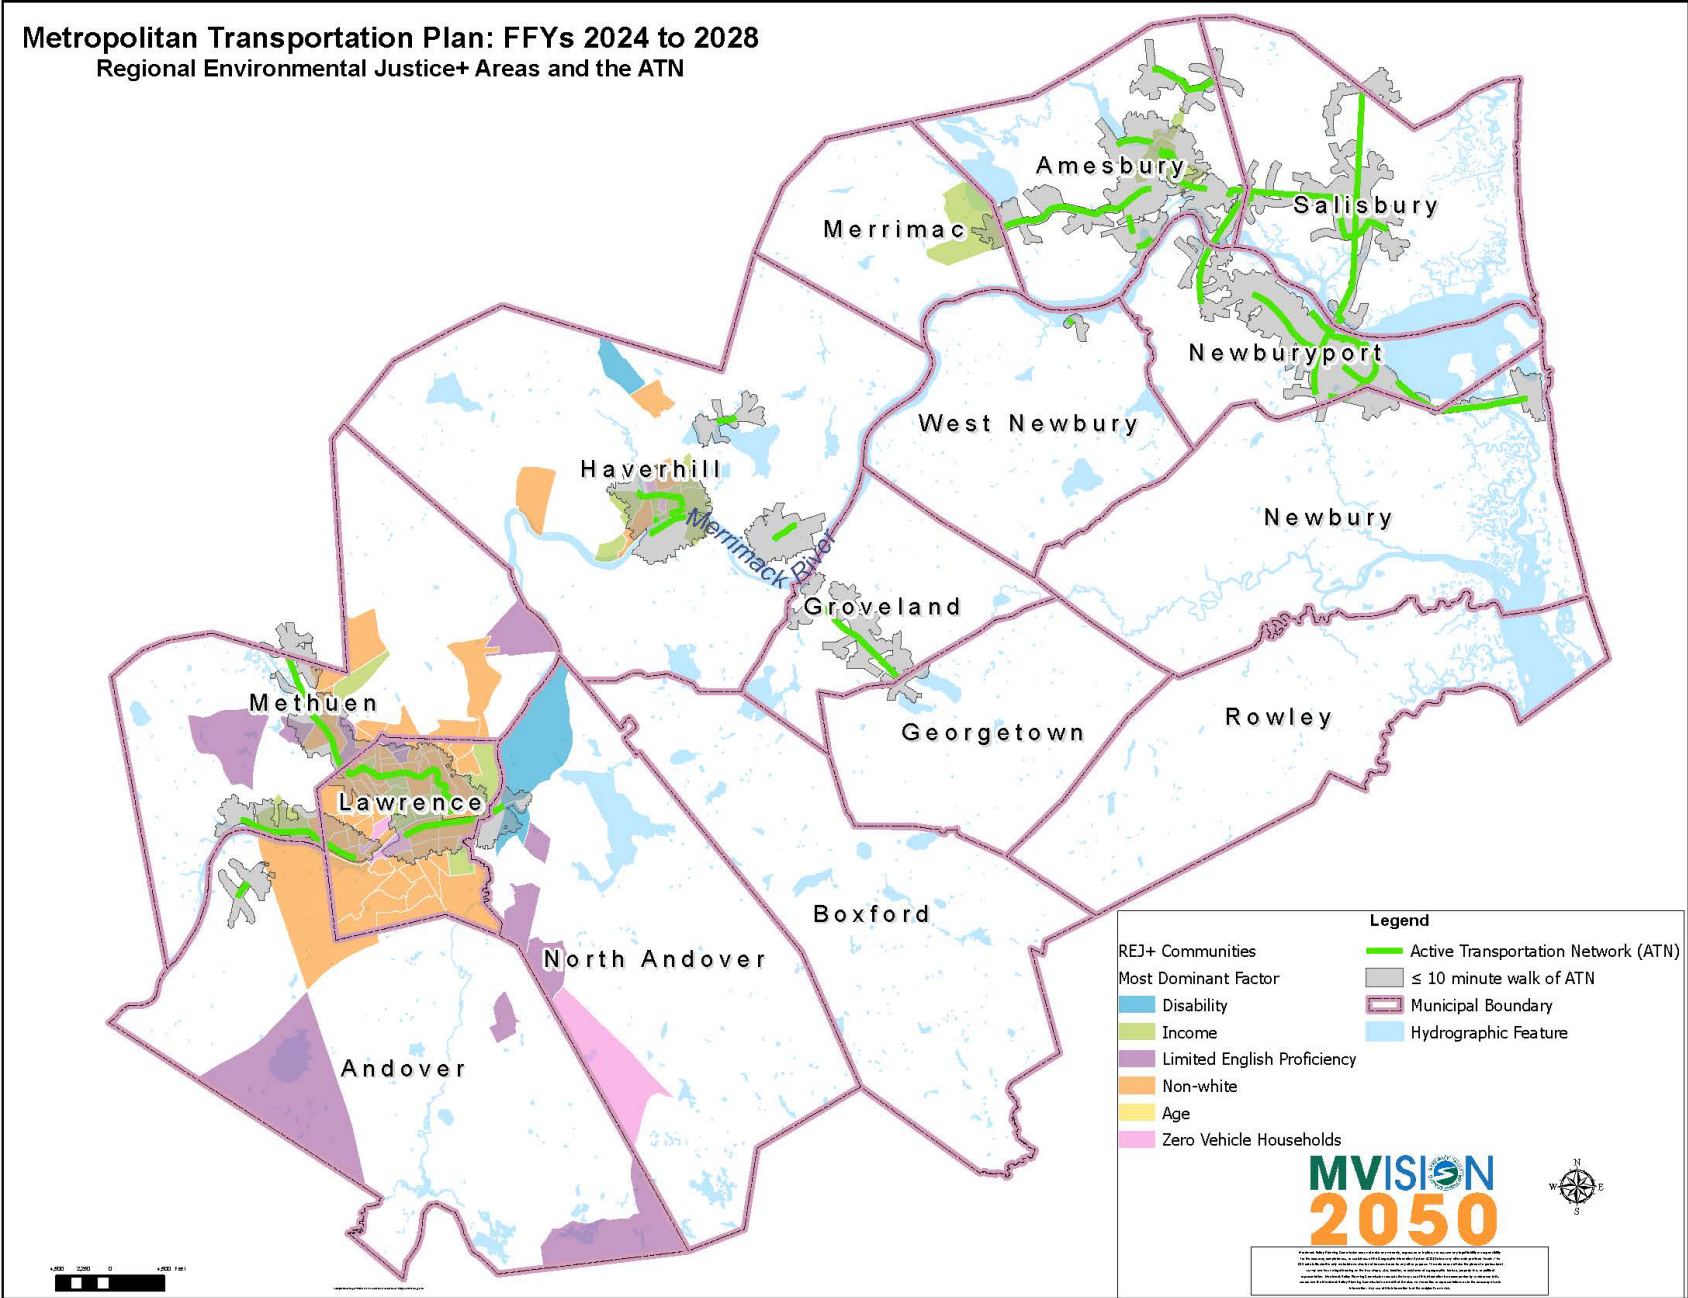 Metropolitan Transportation Plan: FFYs 2024 to 2028
Regional Environmental Justice+ Areas and the ATN
Amesbury
Salisbury
Merrimac
Newburyport
West Newbury
Haverhill
Newbury
Merrimack River
Groveland
Methuen
Georgetown
Rowley
Lawrence
Boxford
North Andover
Andover
Legend
REJ+ Communities
Most Dominant Factor
Disability
Income
Limited English Proficiency
Non-white
Age
Zero Vehicle Households
Active Transportation Network (ATN)
≤ 10 minute walk of ATN
Municipal Boundary
Hydrographic Feature
MVISION
2050
N
W E
S